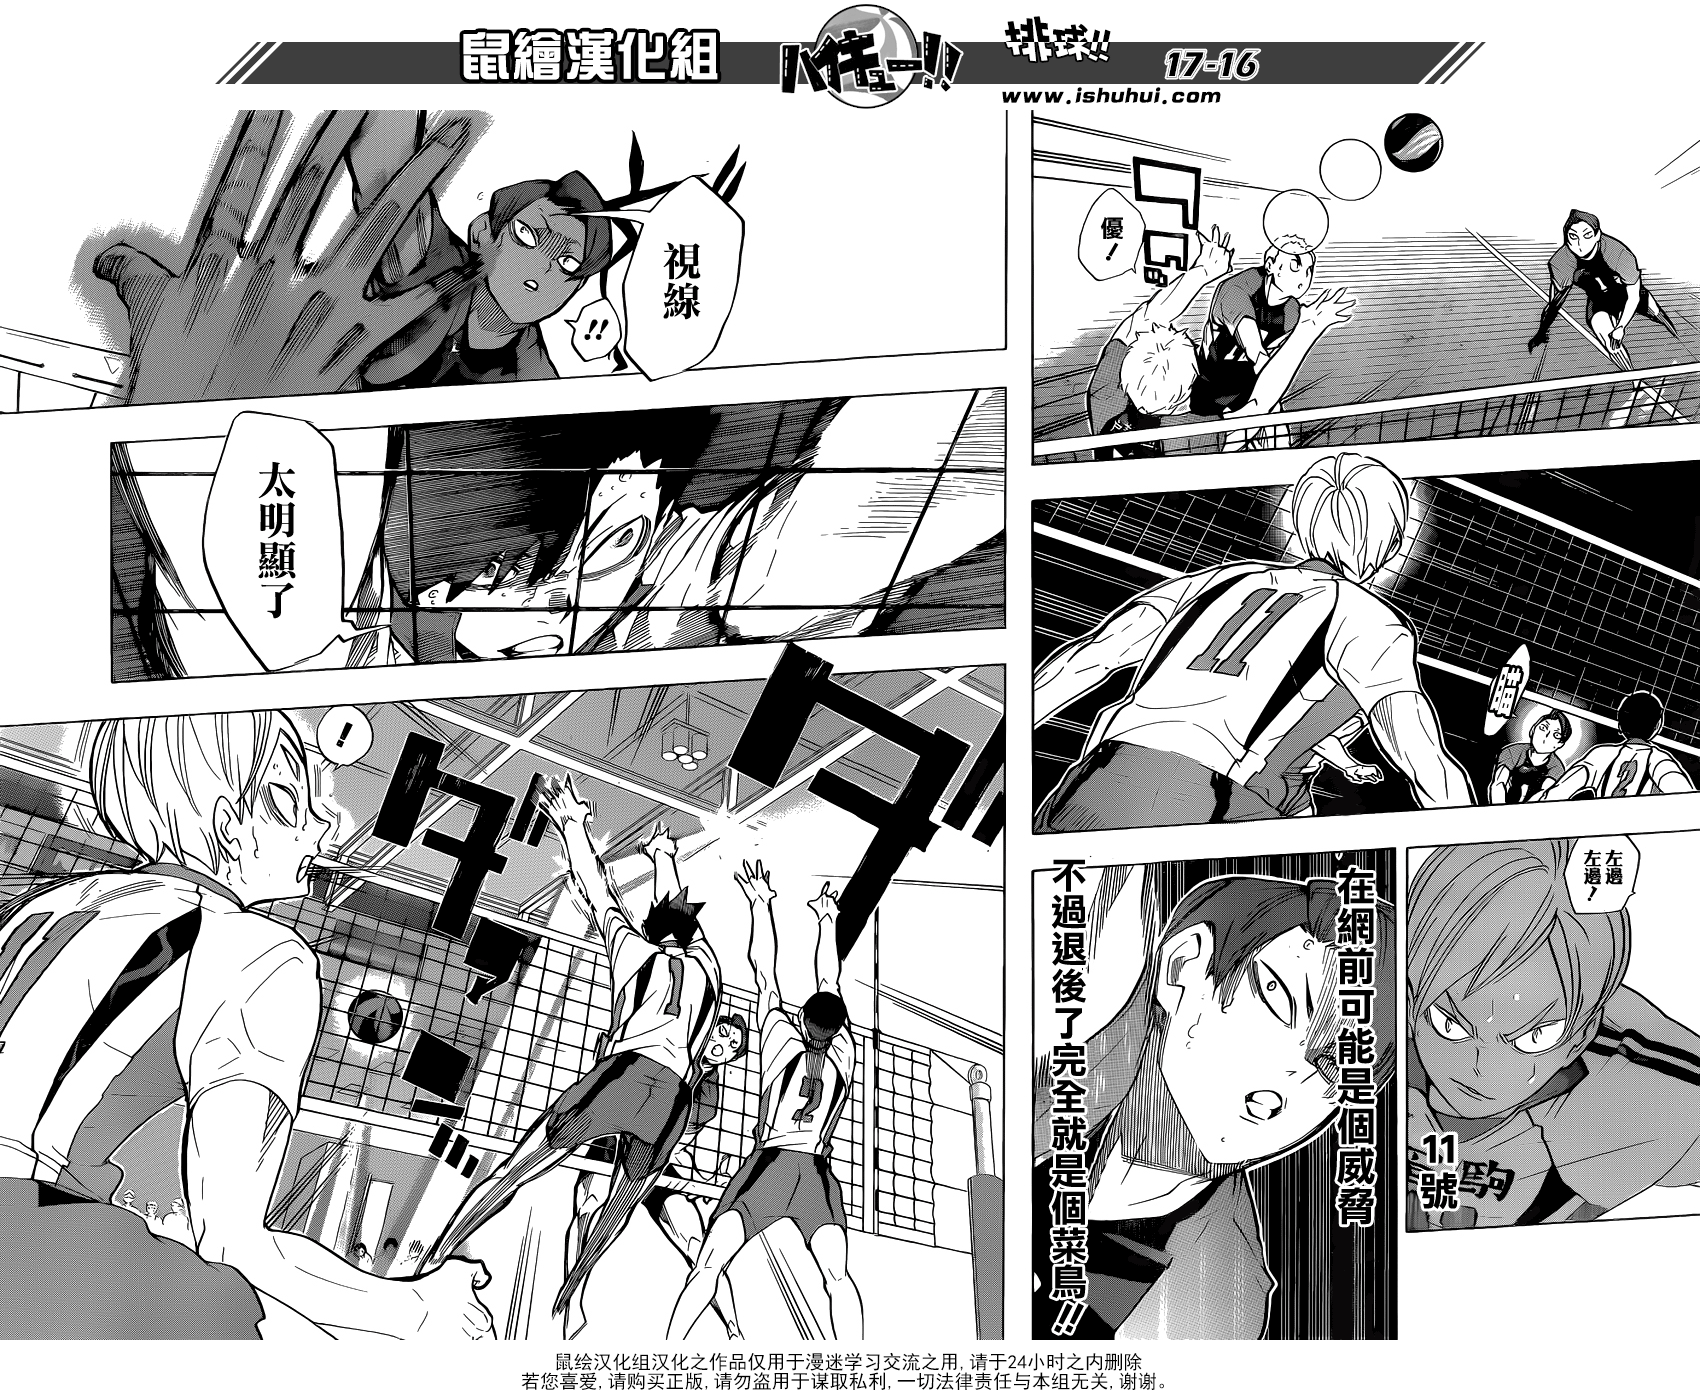 鼠繪漢化組
ハイキュー!!
排球!!
17-16
www.ishuhui.com
優!
11
2
左邊
左邊!
11號
駒
在網前可能是個威脅
不過退後了完全就是個菜鳥!!
視線
!!
太明顯了
!
1
2
鼠绘汉化组汉化之作品仅用于漫迷学习交流之用,请于24小时之内删除
若您喜爱,请购买正版,请勿盗用于谋取私利,一切法律责任与本组无关,谢谢。